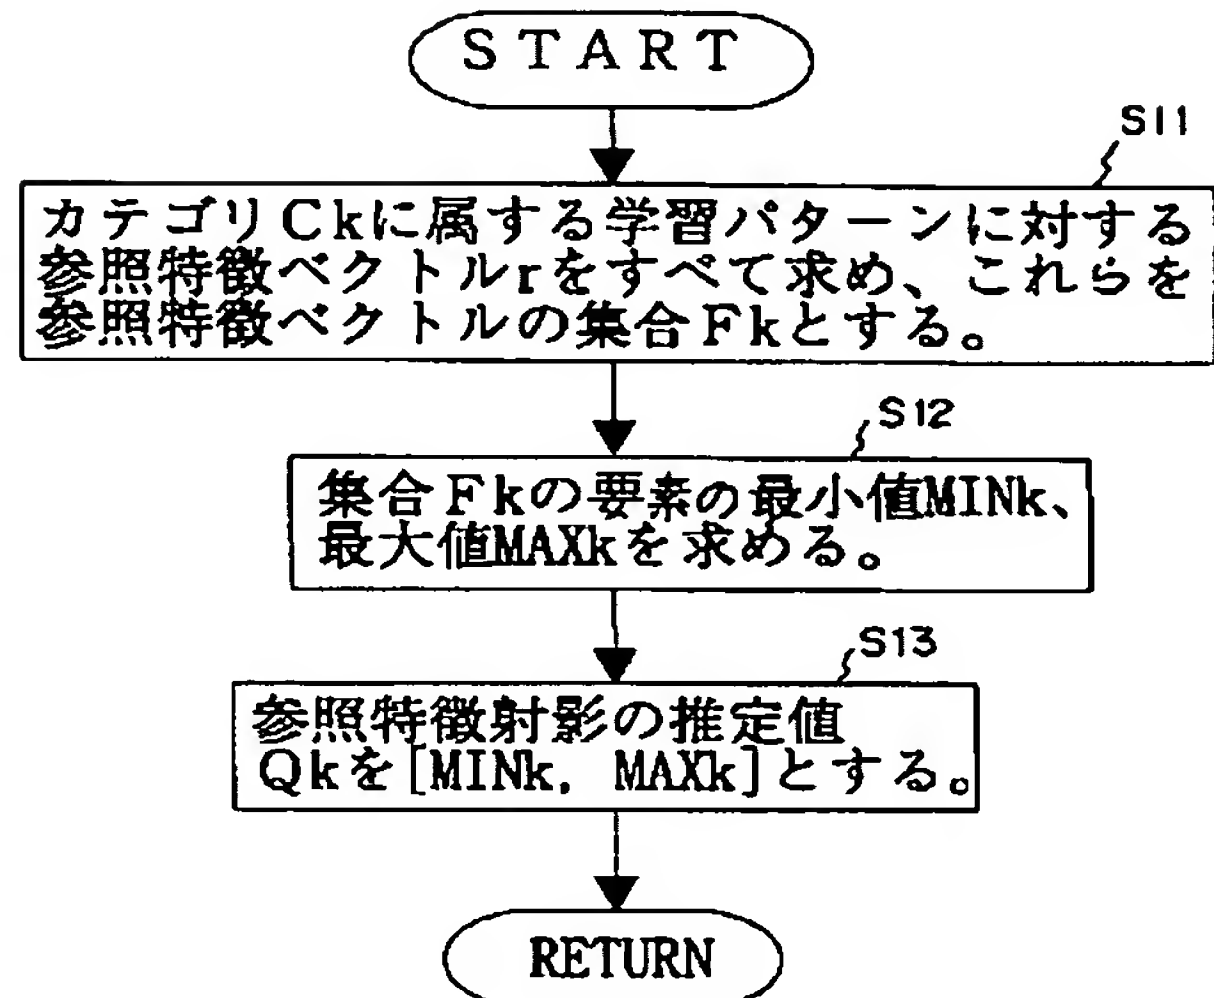 START
S11
カテゴリCkに属する学習パターンに対する
参照特徴ベクトルrをすべて求め、これらを
参照特徴ベクトルの集合Fkとする。
S12
集合Fkの要素の最小値MINk、
最大値MAXkを求める。
S13
参照特徴射影の推定値
Qkを[MINk, MAXk]とする。
RETURN